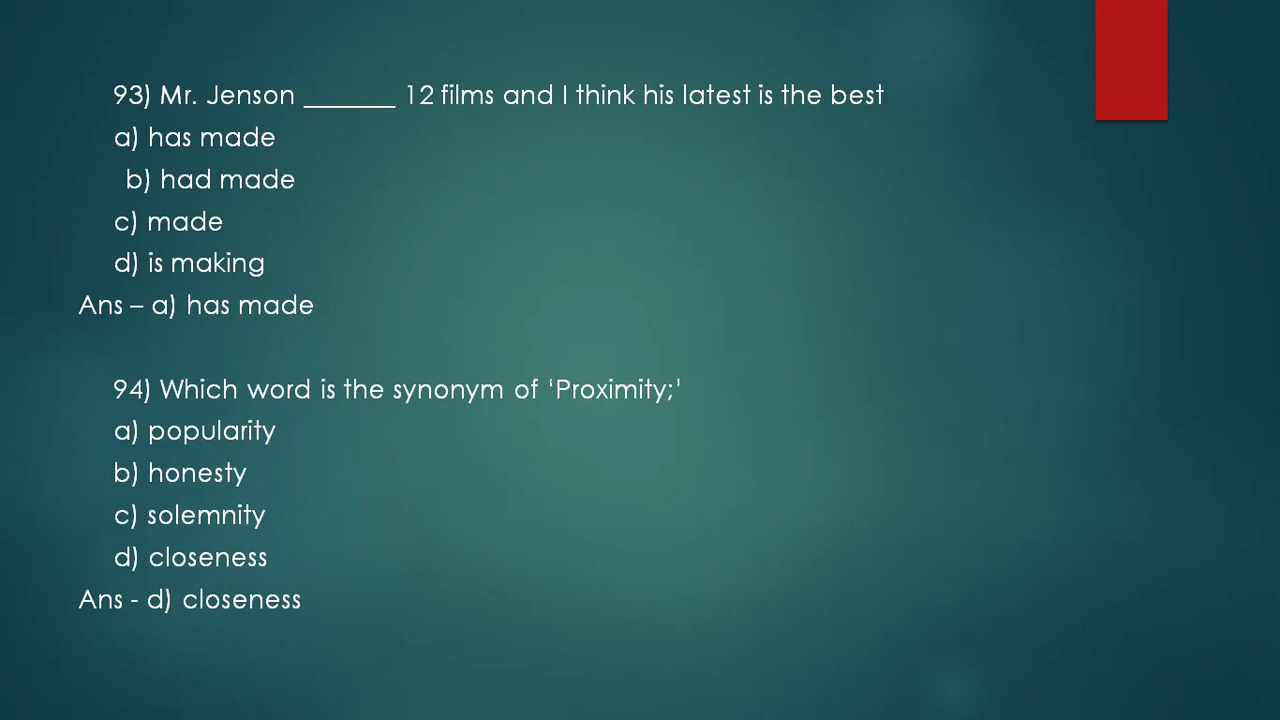 93) Mr. Jenson _______ 12 films and I think his latest is the best
a) has made
b) had made
c) made
d) is making
Ans – a) has made
94) Which word is the synonym of ‘Proximity;’
a) popularity
b) honesty
c) solemnity
d) closeness
Ans - d) closeness